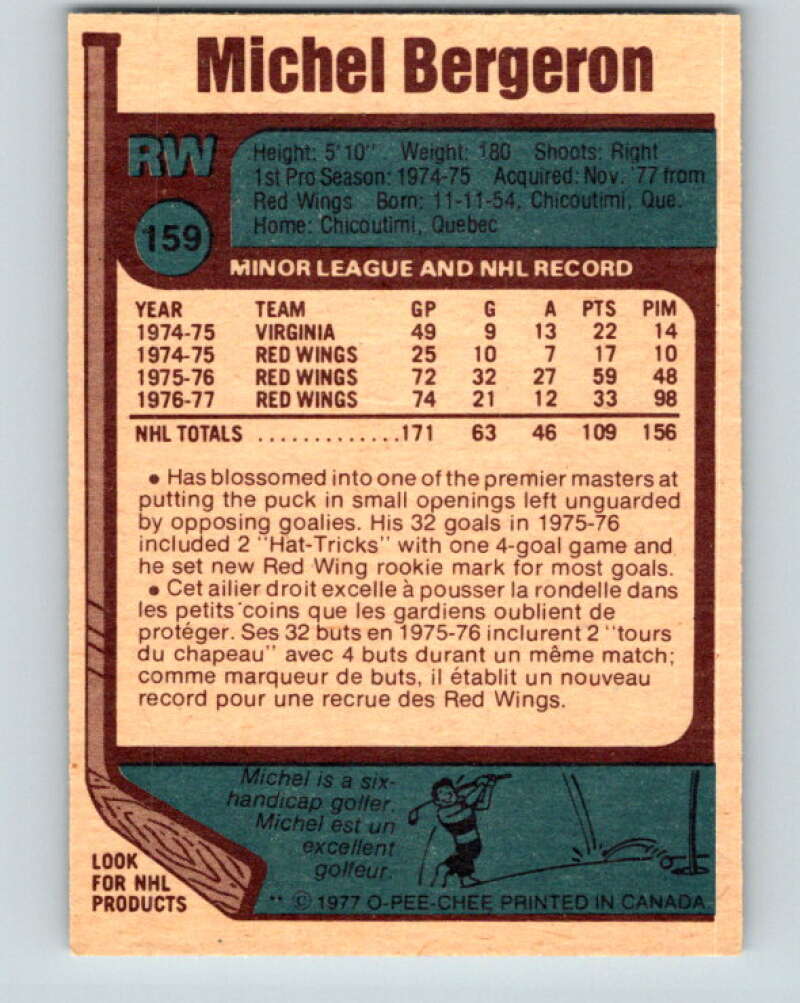 Michel Bergeron
RW
159
Height: 5'10" Weight: 180 Shoots: Right
1st Pro Season: 1974-75 Acquired: Nov. '77 from
Red Wings Born: 11-11-54, Chicoutimi, Que.
Home: Chicoutimi, Quebec
MINOR LEAGUE AND NHL RECORD
YEAR TEAM GP G A PTS PIM
1974-75 VIRGINIA 49 9 13 22 14
1974-75 RED WINGS 25 10 7 17 10
1975-76 RED WINGS 72 32 27 59 48
1976-77 RED WINGS 74 21 12 33 98
NHL TOTALS .............171 63 46 109 156
• Has blossomed into one of the premier masters at
putting the puck in small openings left unguarded
by opposing goalies. His 32 goals in 1975-76
included 2 "Hat-Tricks" with one 4-goal game and
he set new Red Wing rookie mark for most goals.
• Cet ailier droit excelle à pousser la rondelle dans
les petits coins que les gardiens oublient de
protéger. Ses 32 buts en 1975-76 inclurent 2 "tours
du chapeau" avec 4 buts durant un même match;
comme marqueur de buts, il établit un nouveau
record pour une recrue des Red Wings.
Michel is a six-
handicap golfer.
Michel est un
excellent
golfeur.
LOOK
FOR NHL
PRODUCTS
** © 1977 O-PEE-CHEE PRINTED IN CANADA